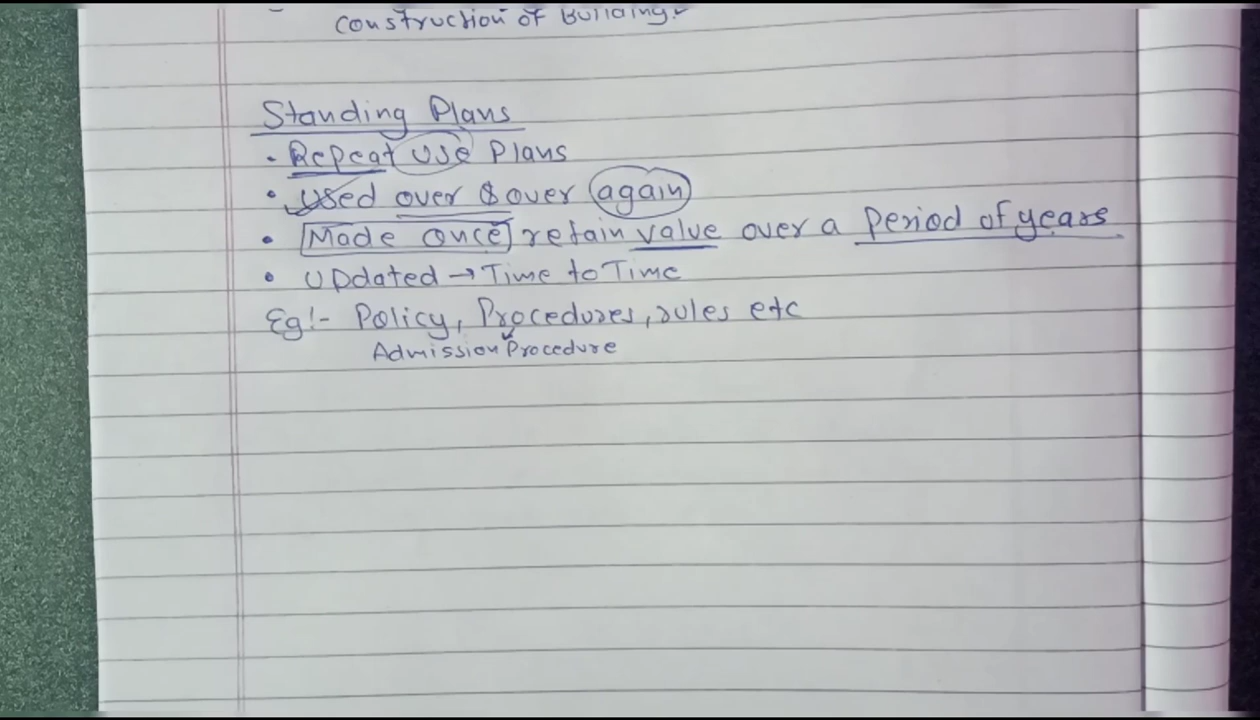 construction of Building.
Standing Plans
• Repeat use Plans
• Used over & over again
• Made once retain value over a Period of years
• Updated → Time to Time
Eg:- Policy, Procedures, rules etc
Admission Procedure